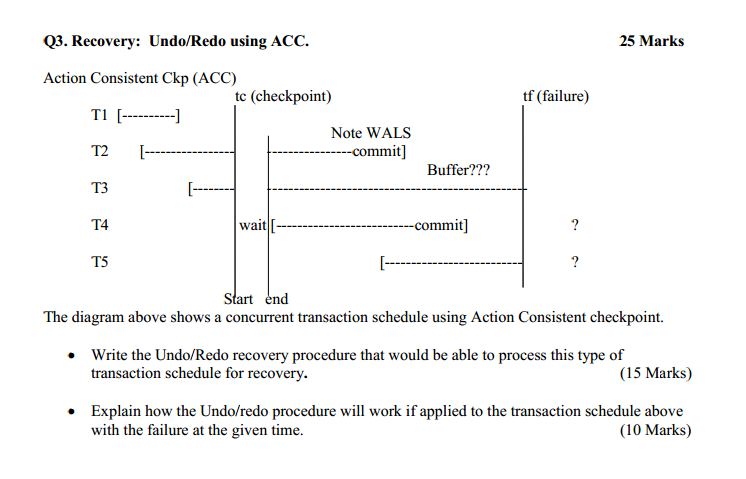 Q3. Recovery: Undo/Redo using ACC. 25 Marks
Action Consistent Ckp (ACC)
tc (checkpoint) tf (failure)
T1 [----------]
Note WALS
T2 [----------------- ----------------commit]
Buffer???
T3 [------- --------------------------------------
T4 wait [---------------------------commit] ?
T5 [--------------------- ?
Start end
The diagram above shows a concurrent transaction schedule using Action Consistent checkpoint.
• Write the Undo/Redo recovery procedure that would be able to process this type of
transaction schedule for recovery. (15 Marks)
• Explain how the Undo/redo procedure will work if applied to the transaction schedule above
with the failure at the given time. (10 Marks)